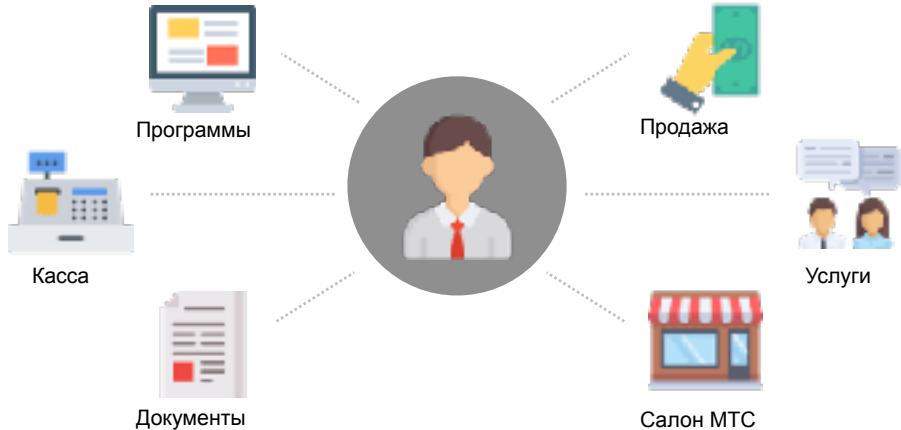 Программы
Продажа
Касса
Услуги
Документы
Салон МТС